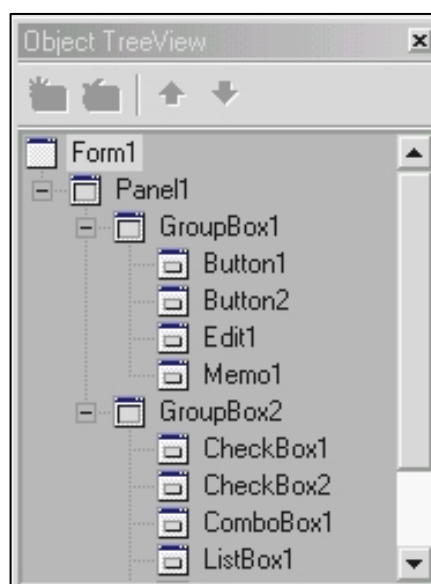 Object TreeView
Form1
Panel1
GroupBox1
Button1
Button2
Edit1
Memo1
GroupBox2
CheckBox1
CheckBox2
ComboBox1
ListBox1